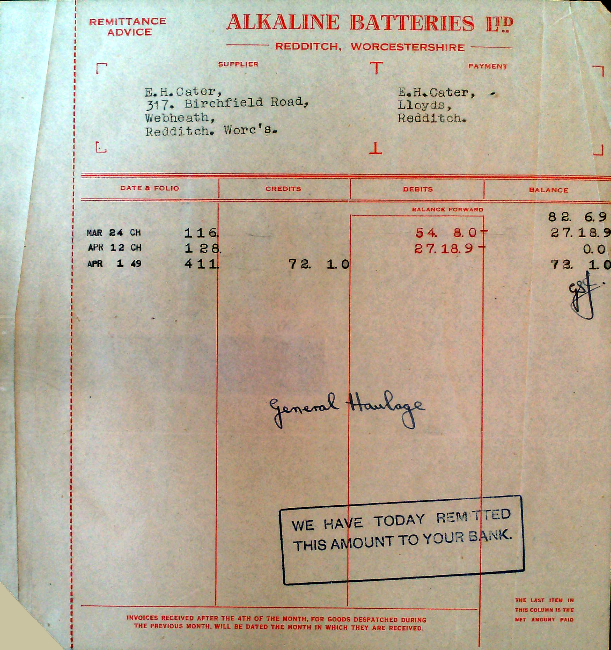 REMITTANCE
ADVICE
ALKALINE BATTERIES LTD
REDDITCH, WORCESTERSHIRE
SUPPLIER
PAYMENT
E.H.Cater,
317. Birchfield Road,
Webheath,
Redditch. Worc's.
E.H.Cater,
Lloyds,
Redditch.
DATE & FOLIO CREDITS DEBITS BALANCE
BALANCE FORWARD
82. 6.9
MAR 24 CH 116 54. 8.0- 27.18.9
APR 12 CH 128 27.18.9- 0.0
APR 1 49 411 72. 1.0 72. 1.0
General Haulage
WE HAVE TODAY REMITTED
THIS AMOUNT TO YOUR BANK.
INVOICES RECEIVED AFTER THE 4TH OF THE MONTH, FOR GOODS DESPATCHED DURING
THE PREVIOUS MONTH, WILL BE DATED THE MONTH IN WHICH THEY ARE RECEIVED.
THE LAST ITEM IN
THIS COLUMN IS THE
NET AMOUNT PAID